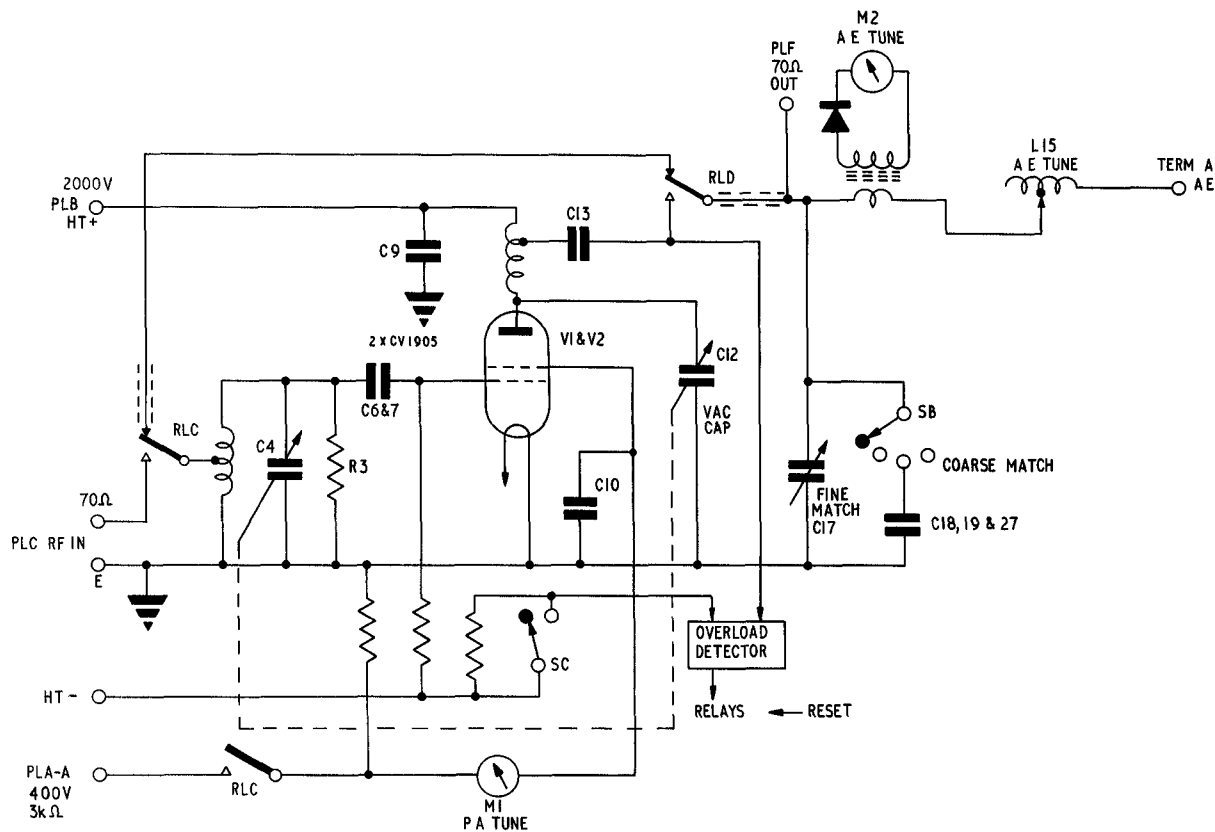 M2
A E TUNE
PLF
70Ω
OUT
L15
A E TUNE
TERM A
AE
2000V
PLB
HT+
RLD
C13
C9
2 X CV1905
V1 & V2
C12
VAC
CAP
C6&7
RLC
C4
R3
C10
SB
COARSE MATCH
FINE
MATCH
C17
C18, 19 & 27
70Ω
PLC RF IN
E
SC
OVERLOAD
DETECTOR
HT -
RELAYS
RESET
PLA-A
400V
3kΩ
RLC
M1
P A TUNE